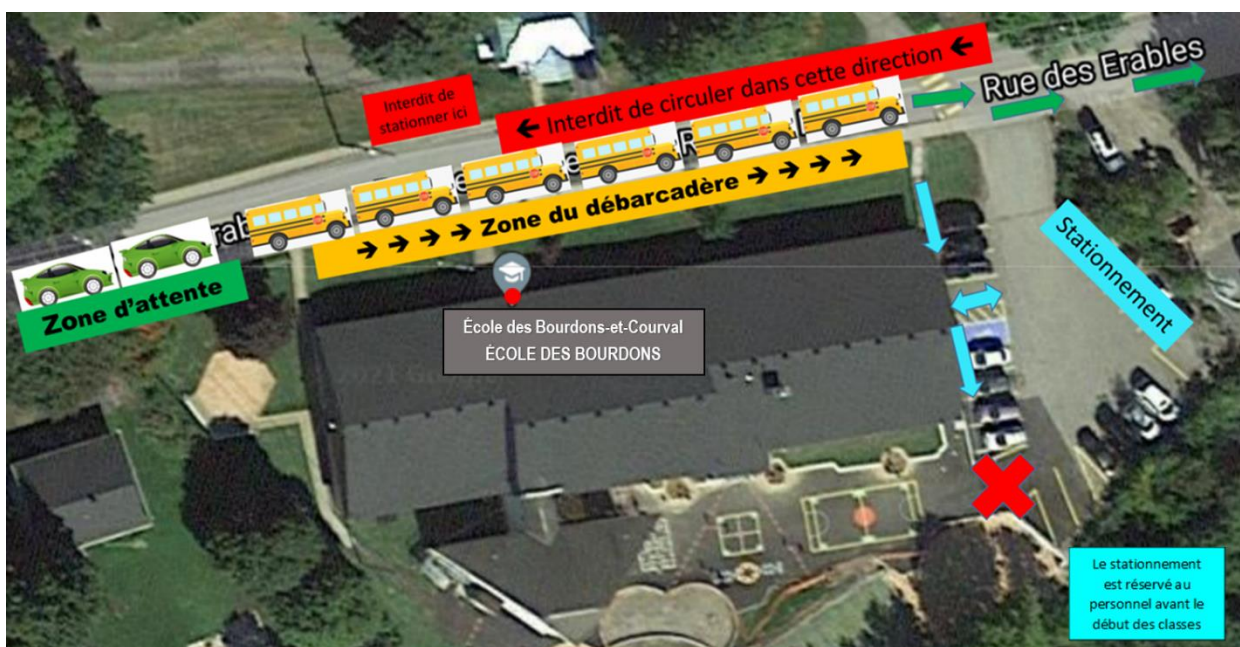 ← Interdit de circuler dans cette direction ←
Rue des Erables
Interdit de
stationner ici
→ → → → Zone du débarcadère → → → →
Zone d'attente
Stationnement
École des Bourdons-et-Courval
ÉCOLE DES BOURDONS
Le stationnement
est réservé au
personnel avant le
début des classes